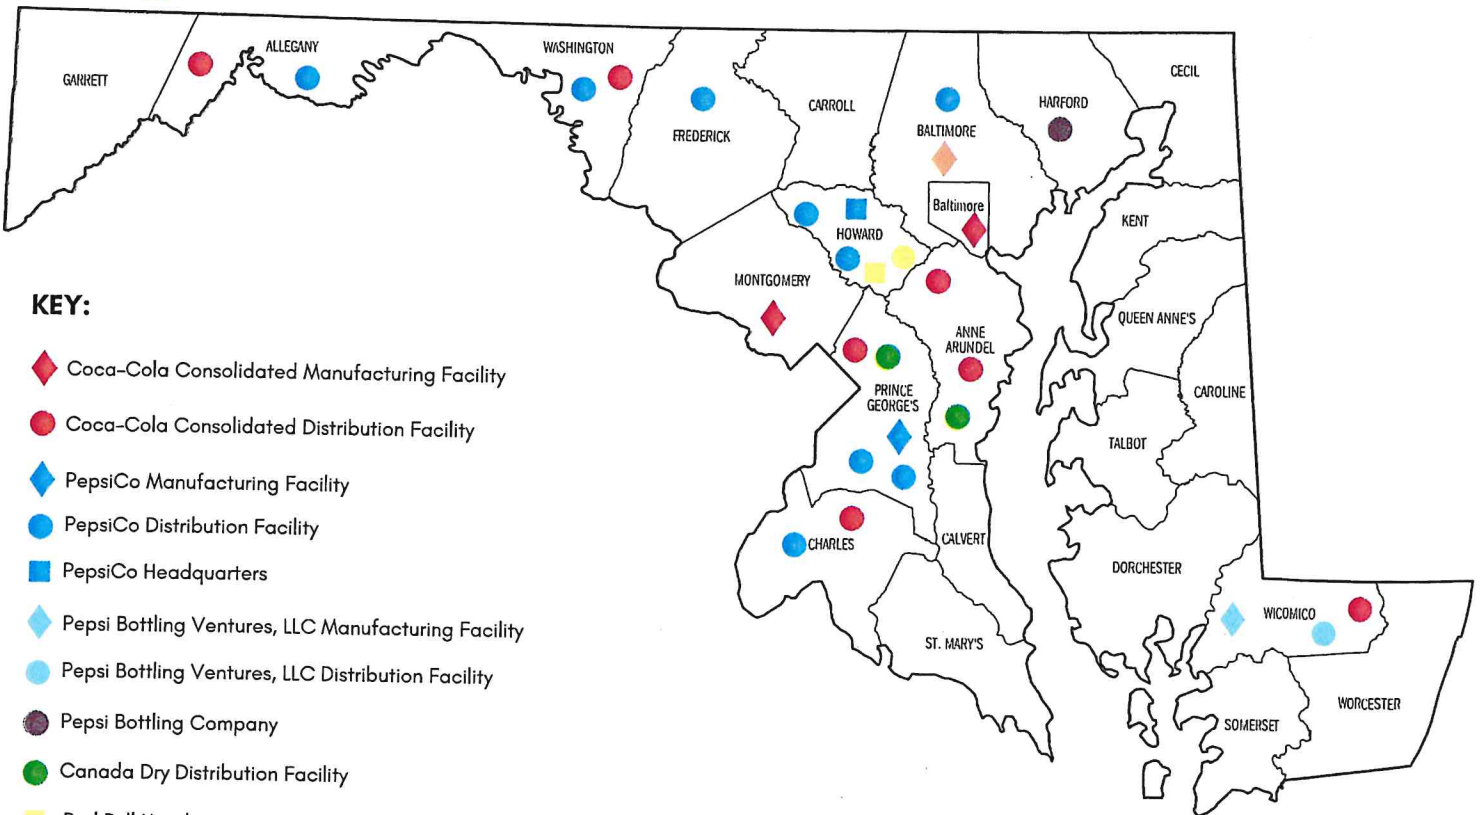 GARRETT
ALLEGANY
WASHINGTON
FREDERICK
CARROLL
BALTIMORE
HARFORD
CECIL
Baltimore
HOWARD
KENT
MONTGOMERY
QUEEN ANNE'S
ANNE
ARUNDEL
PRINCE
GEORGE'S
CAROLINE
TALBOT
CHARLES
CALVERT
DORCHESTER
ST. MARY'S
WICOMICO
SOMERSET
WORCESTER
KEY:
Coca-Cola Consolidated Manufacturing Facility
Coca-Cola Consolidated Distribution Facility
PepsiCo Manufacturing Facility
PepsiCo Distribution Facility
PepsiCo Headquarters
Pepsi Bottling Ventures, LLC Manufacturing Facility
Pepsi Bottling Ventures, LLC Distribution Facility
Pepsi Bottling Company
Canada Dry Distribution Facility